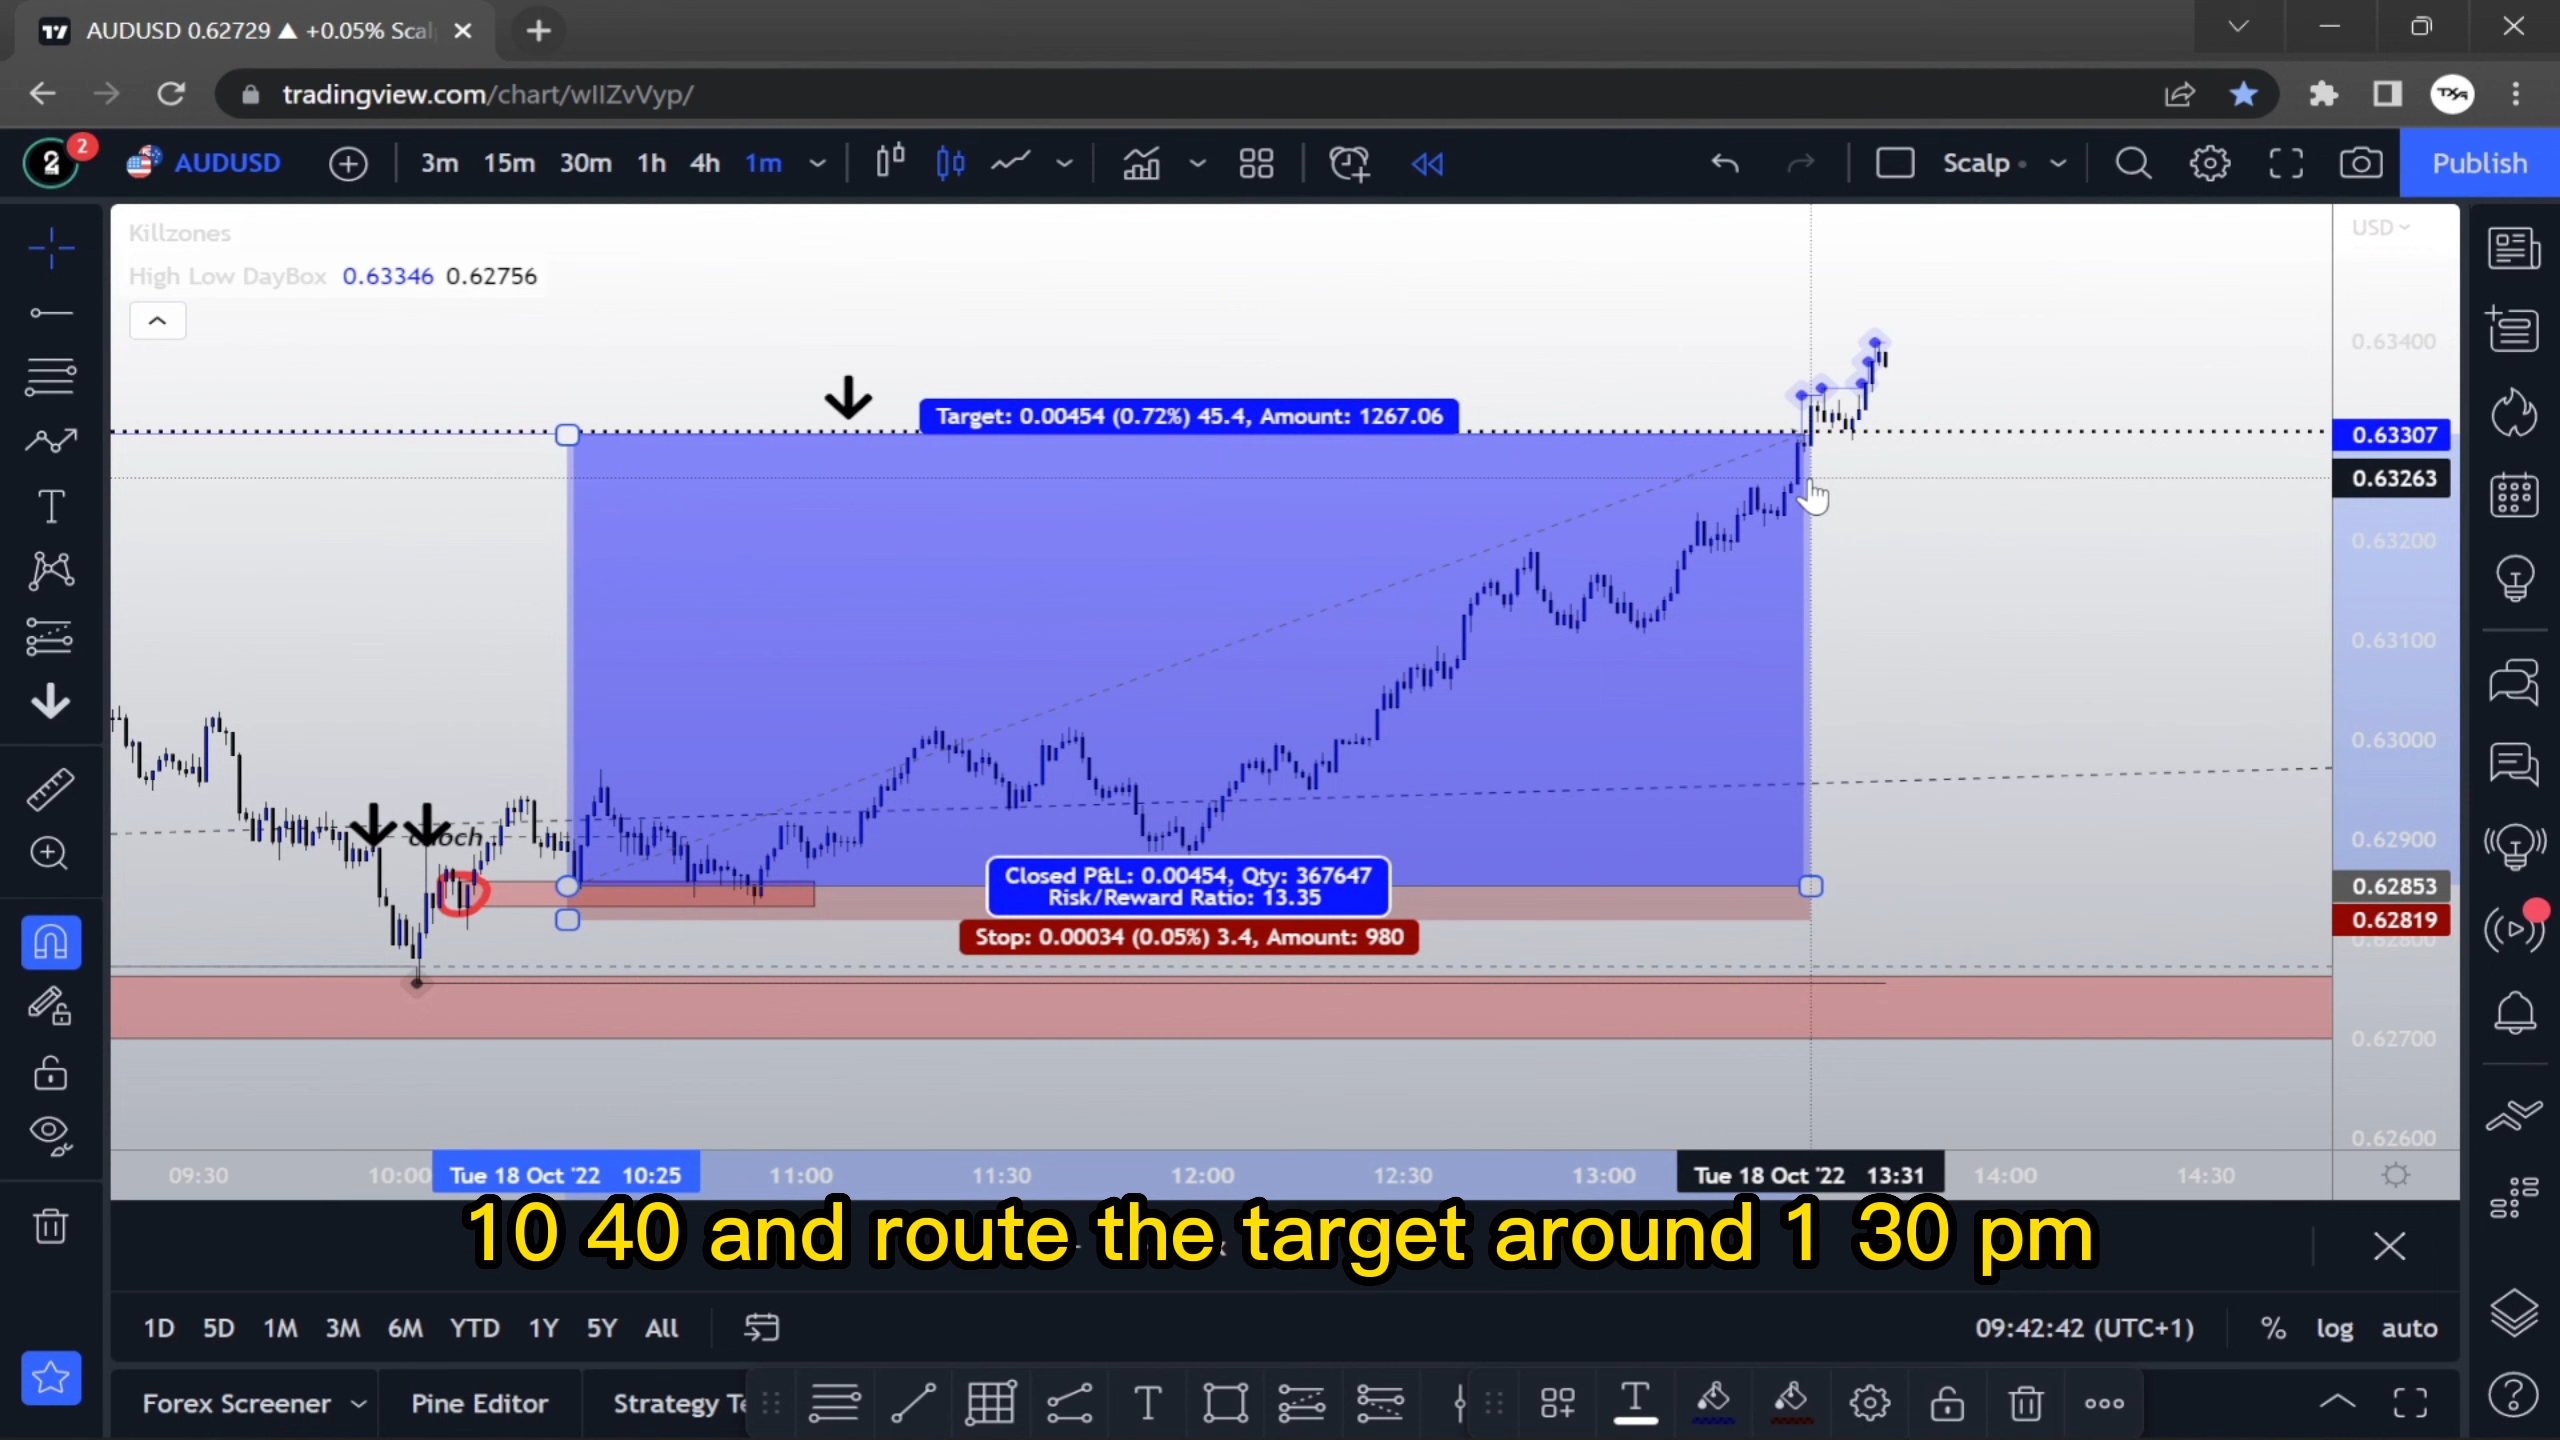 AUDUSD 0.62729 ▲ +0.05% Scal
tradingview.com/chart/wIIZvVyp/
2
2
AUDUSD
3m 15m 30m 1h 4h 1m
Scalp
Publish
Killzones
High Low DayBox 0.63346 0.62756
USD
0.63400
Target: 0.00454 (0.72%) 45.4, Amount: 1267.06
0.63307
0.63263
0.63200
0.63100
0.63000
0.62900
Closed P&L: 0.00454, Qty: 367647
Risk/Reward Ratio: 13.35
0.62853
Stop: 0.00034 (0.05%) 3.4, Amount: 980
0.62819
0.62800
0.62700
0.62600
09:30 10:00 Tue 18 Oct '22 10:25 11:00 11:30 12:00 12:30 13:00 Tue 18 Oct '22 13:31 14:00 14:30
10 40 and route the target around 1 30 pm
1D 5D 1M 3M 6M YTD 1Y 5Y All
09:42:42 (UTC+1) % log auto
Forex Screener Pine Editor Strategy Te